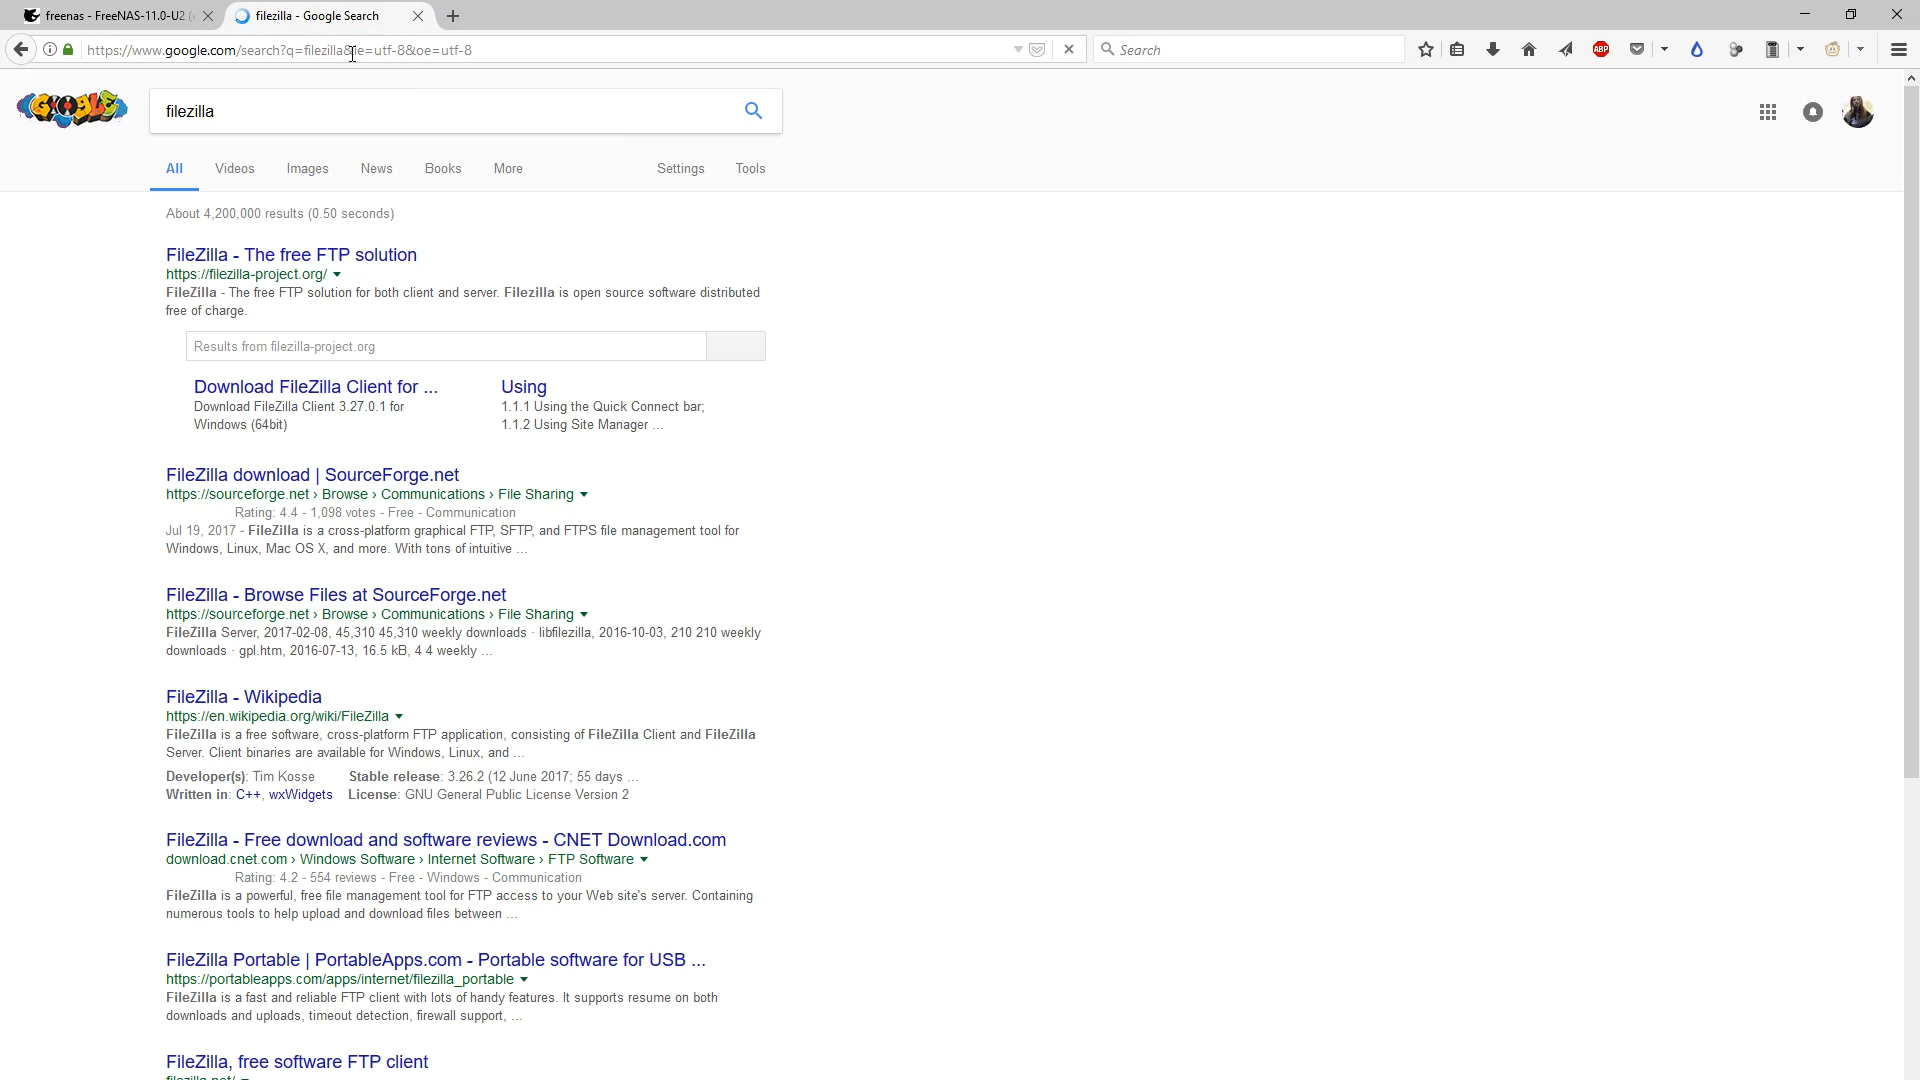 freenas - FreeNAS-11.0-U2 (
filezilla - Google Search
https://www.google.com/search?q=filezilla&ie=utf-8&oe=utf-8
Search
ABP
GOOGLE
filezilla
All
Videos
Images
News
Books
More
Settings
Tools
About 4,200,000 results (0.50 seconds)
FileZilla - The free FTP solution
https://filezilla-project.org/
FileZilla - The free FTP solution for both client and server. Filezilla is open source software distributed
free of charge.
Results from filezilla-project.org
Download FileZilla Client for ...
Download FileZilla Client 3.27.0.1 for
Windows (64bit)
Using
1.1.1 Using the Quick Connect bar;
1.1.2 Using Site Manager ...
FileZilla download | SourceForge.net
https://sourceforge.net › Browse › Communications › File Sharing
Rating: 4.4 - 1,098 votes - Free - Communication
Jul 19, 2017 - FileZilla is a cross-platform graphical FTP, SFTP, and FTPS file management tool for
Windows, Linux, Mac OS X, and more. With tons of intuitive ...
FileZilla - Browse Files at SourceForge.net
https://sourceforge.net › Browse › Communications › File Sharing
FileZilla Server, 2017-02-08, 45,310 45,310 weekly downloads · libfilezilla, 2016-10-03, 210 210 weekly
downloads · gpl.htm, 2016-07-13, 16.5 kB, 4 4 weekly ...
FileZilla - Wikipedia
https://en.wikipedia.org/wiki/FileZilla
FileZilla is a free software, cross-platform FTP application, consisting of FileZilla Client and FileZilla
Server. Client binaries are available for Windows, Linux, and ...
Developer(s): Tim Kosse Stable release: 3.26.2 (12 June 2017; 55 days ...
Written in: C++, wxWidgets License: GNU General Public License Version 2
FileZilla - Free download and software reviews - CNET Download.com
download.cnet.com › Windows Software › Internet Software › FTP Software
Rating: 4.2 - 554 reviews - Free - Windows - Communication
FileZilla is a powerful, free file management tool for FTP access to your Web site's server. Containing
numerous tools to help upload and download files between ...
FileZilla Portable | PortableApps.com - Portable software for USB ...
https://portableapps.com/apps/internet/filezilla_portable
FileZilla is a fast and reliable FTP client with lots of handy features. It supports resume on both
downloads and uploads, timeout detection, firewall support, ...
FileZilla, free software FTP client
filezilla.net/